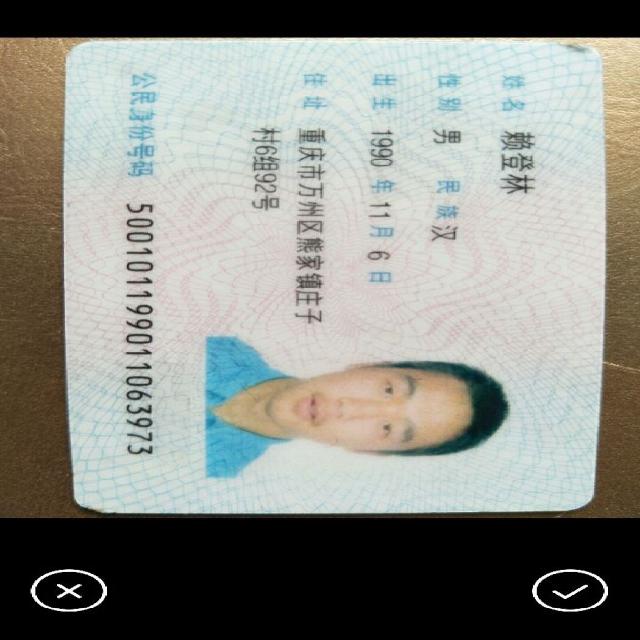 姓名 赖登林
性别 男 民族 汉
出生 1990 年 11 月 6 日
住址 重庆市万州区熊家镇庄子
村6组92号
公民身份号码 500101199011063973